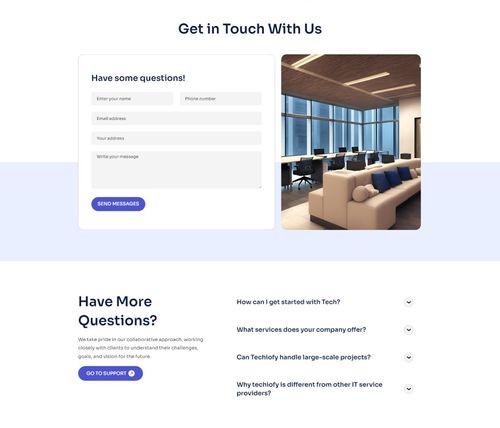 Get in Touch With Us
Have some questions!
Enter your name
Phone number
Email address
Your address
Write your message
SEND MESSAGES
Have More
Questions?
We take pride in our collaborative approach, working
closely with clients to understand their challenges,
goals, and vision for the future.
GO TO SUPPORT
How can I get started with Tech?
What services does your company offer?
Can Techiofy handle large-scale projects?
Why techiofy is different from other IT service
providers?